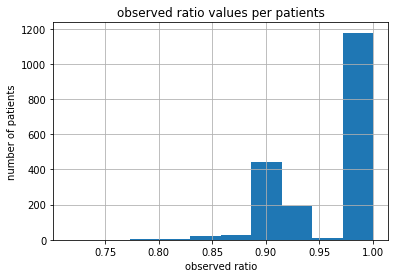 observed ratio values per patients
number of patients
1200
1000
800
600
400
200
0
0.75 0.80 0.85 0.90 0.95 1.00
observed ratio